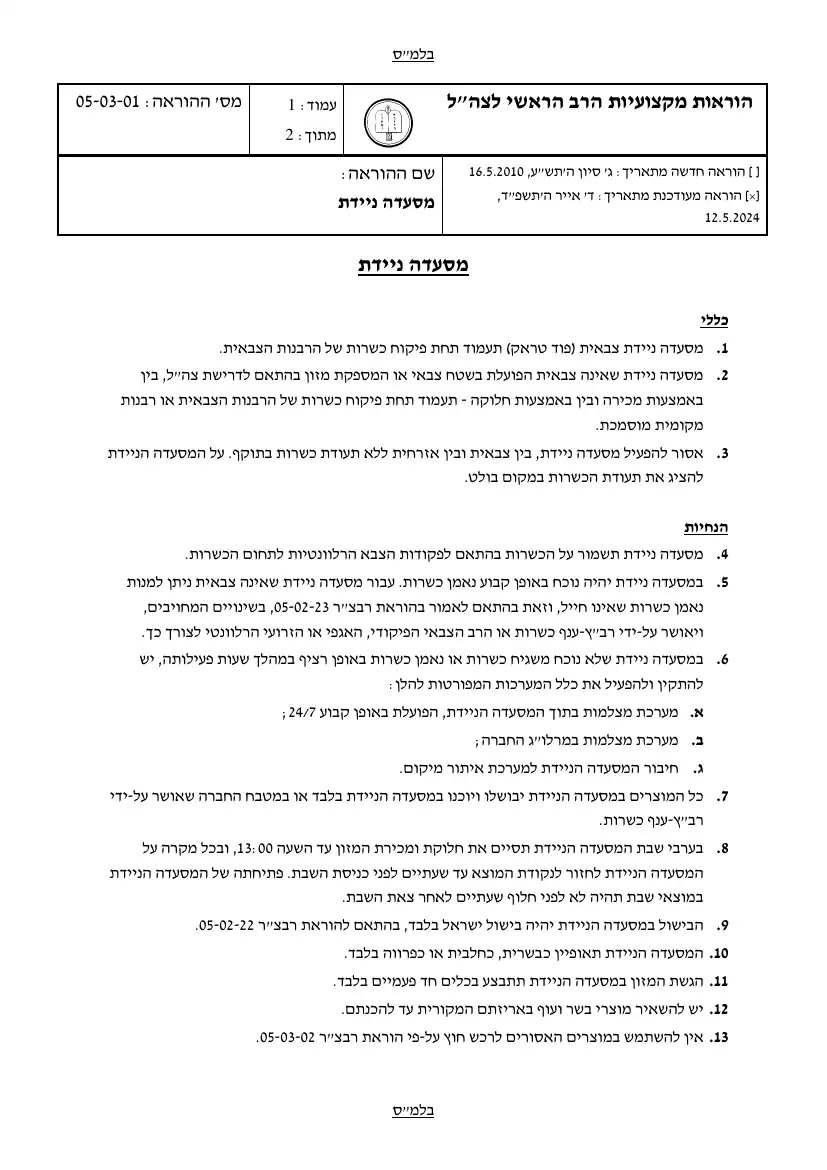 בלמ״ס
הוראות מקצועיות הרב הראשי לצה״ל
עמוד: 1
מתוך: 2
מס׳ ההוראה: 05-03-01
[ ] הוראה חדשה מתאריך: ג׳ סיון ה׳תש״ע, 16.5.2010
[×] הוראה מעודכנת מתאריך: ד׳ אייר ה׳תשפ״ד,
12.5.2024
שם ההוראה:
מסעדה ניידת
מסעדה ניידת
כללי
1. מסעדה ניידת צבאית (פוד טראק) תעמוד תחת פיקוח כשרות של הרבנות הצבאית.
2. מסעדה ניידת שאינה צבאית הפועלת בשטח צבאי או המספקת מזון בהתאם לדרישת צה״ל, בין
באמצעות מכירה ובין באמצעות חלוקה - תעמוד תחת פיקוח כשרות של הרבנות הצבאית או רבנות
מקומית מוסמכת.
3. אסור להפעיל מסעדה ניידת, בין צבאית ובין אזרחית ללא תעודת כשרות בתוקף. על המסעדה הניידת
להציג את תעודת הכשרות במקום בולט.
הנחיות
4. מסעדה ניידת תשמור על הכשרות בהתאם לפקודות הצבא הרלוונטיות לתחום הכשרות.
5. במסעדה ניידת יהיה נוכח באופן קבוע נאמן כשרות. עבור מסעדה ניידת שאינה צבאית ניתן למנות
נאמן כשרות שאינו חייל, וזאת בהתאם לאמור בהוראת רבצ״ר 05-02-23, בשינויים המחויבים,
ויאושר על-ידי רב״ץ-ענף כשרות או הרב הצבאי הפיקודי, האגפי או הזרועי הרלוונטי לצורך כך.
6. במסעדה ניידת שלא נוכח משגיח כשרות או נאמן כשרות באופן רציף במהלך שעות פעילותה, יש
להתקין ולהפעיל את כלל המערכות המפורטות להלן:
א. מערכת מצלמות בתוך המסעדה הניידת, הפועלת באופן קבוע 24/7;
ב. מערכת מצלמות במרלו״ג החברה;
ג. חיבור המסעדה הניידת למערכת איתור מיקום.
7. כל המוצרים במסעדה הניידת יבושלו ויוכנו במסעדה הניידת בלבד או במטבח החברה שאושר על-ידי
רב״ץ-ענף כשרות.
8. בערבי שבת המסעדה הניידת תסיים את חלוקת ומכירת המזון עד השעה 13:00, ובכל מקרה על
המסעדה הניידת לחזור לנקודת המוצא עד שעתיים לפני כניסת השבת. פתיחתה של המסעדה הניידת
במוצאי שבת תהיה לא לפני חלוף שעתיים לאחר צאת השבת.
9. הבישול במסעדה הניידת יהיה בישול ישראל בלבד, בהתאם להוראת רבצ״ר 05-02-22.
10. המסעדה הניידת תאופיין כבשרית, כחלבית או כפרווה בלבד.
11. הגשת המזון במסעדה הניידת תתבצע בכלים חד פעמיים בלבד.
12. יש להשאיר מוצרי בשר ועוף באריזתם המקורית עד להכנתם.
13. אין להשתמש במוצרים האסורים לרכש חוץ על-פי הוראת רבצ״ר 05-03-02.
בלמ״ס